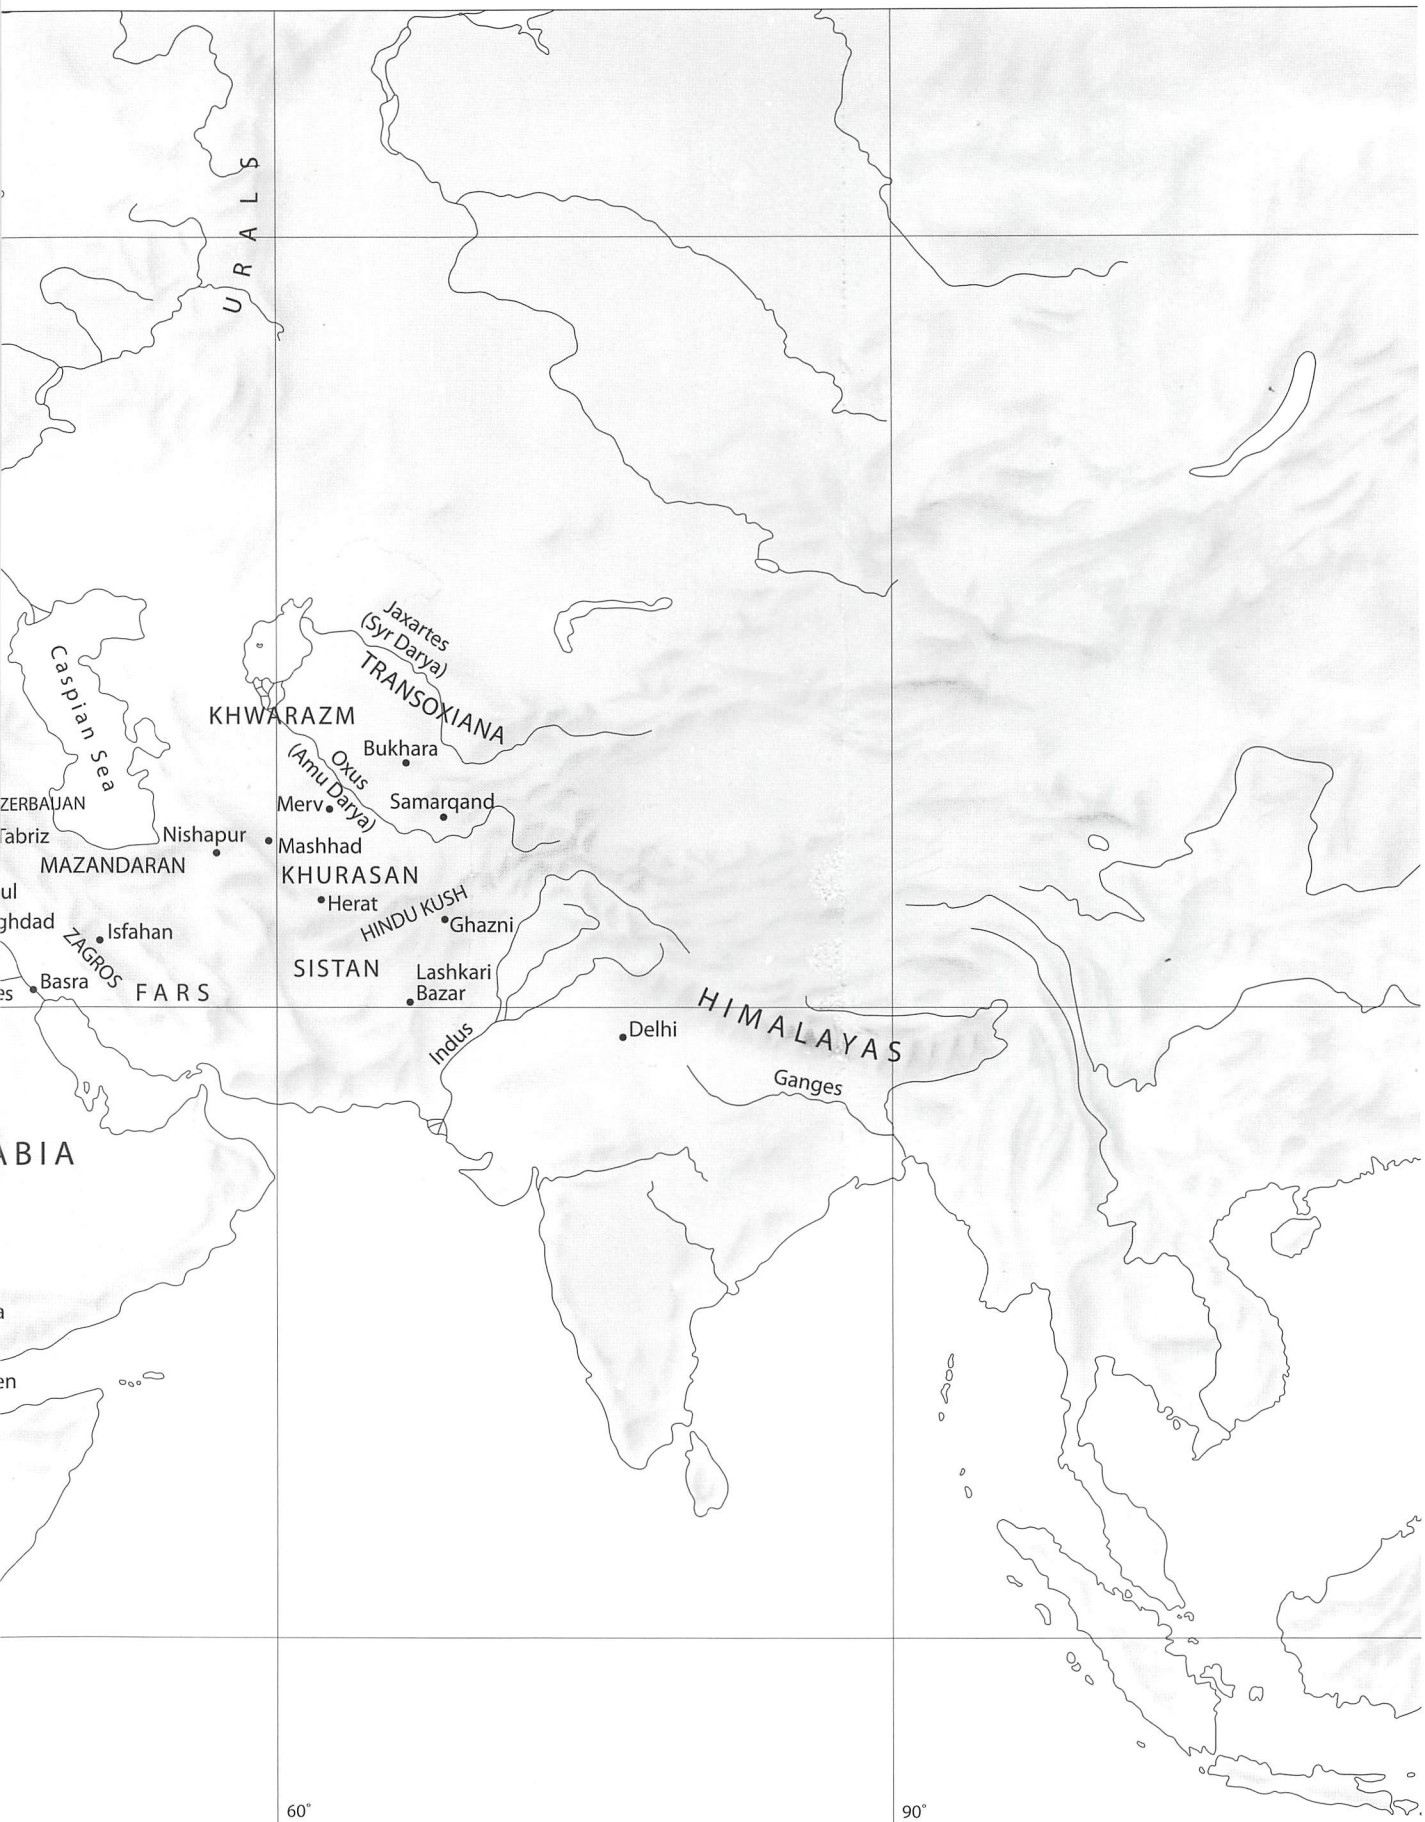 URALS
Jaxartes
(Syr Darya)
TRANSOXIANA
Caspian Sea
KHWARAZM
Bukhara
Oxus
(Amu Darya)
Merv
Samarqand
ZERBAIJAN
Tabriz
Nishapur
Mashhad
MAZANDARAN
KHURASAN
ul
Herat
HINDU KUSH
ghdad
Ghazni
Isfahan
ZAGROS
SISTAN
Lashkari
Bazar
Basra
es
FARS
HIMALAYAS
Delhi
Indus
Ganges
ABIA
a
en
60°
90°